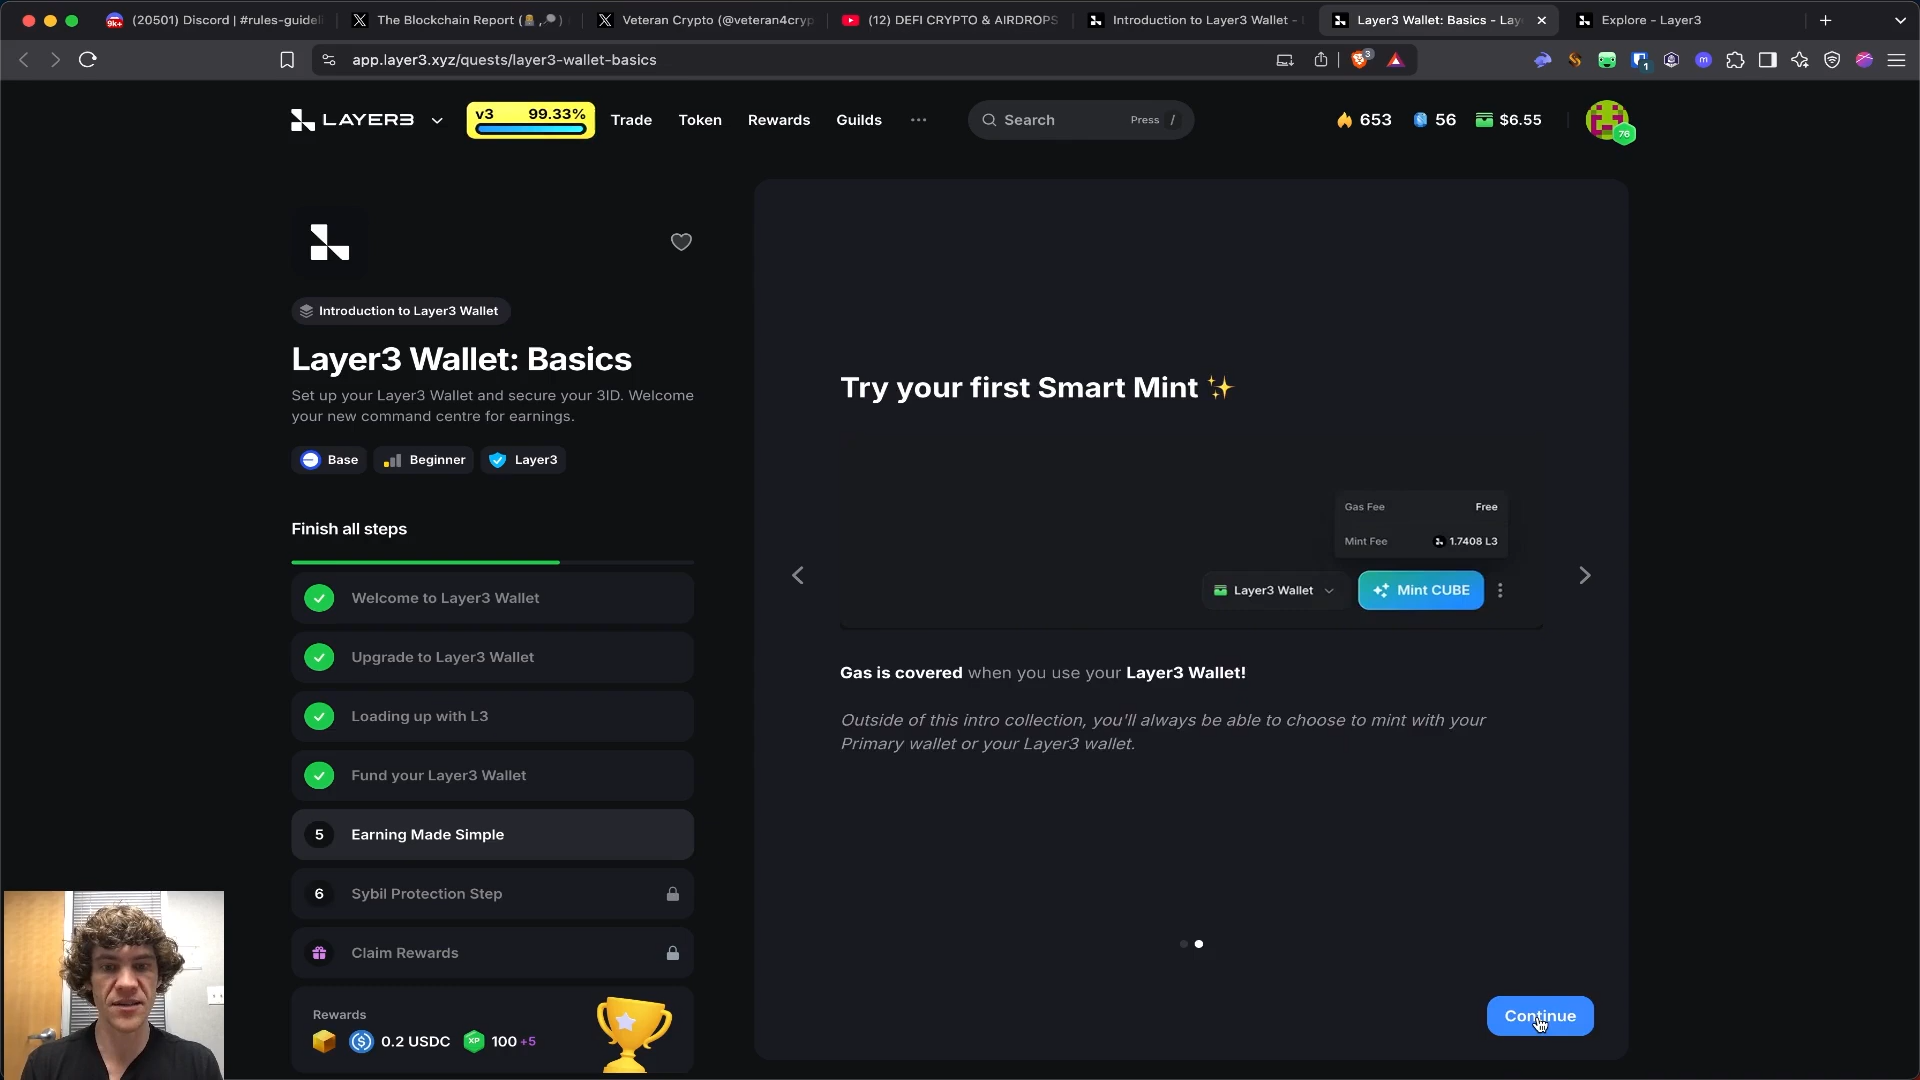 (20501) Discord | #rules-guideli
The Blockchain Report (
Veteran Crypto (@veteran4cryp
(12) DEFI CRYPTO & AIRDROPS
Introduction to Layer3 Wallet -
Layer3 Wallet: Basics - Lay
Explore - Layer3
app.layer3.xyz/quests/layer3-wallet-basics
3
1
LAYER3
v3 99.33%
Trade
Token
Rewards
Guilds
Search
Press /
653
56
$6.55
76
Introduction to Layer3 Wallet
Layer3 Wallet: Basics
Set up your Layer3 Wallet and secure your 3ID. Welcome
your new command centre for earnings.
Base
Beginner
Layer3
Finish all steps
Welcome to Layer3 Wallet
Upgrade to Layer3 Wallet
Loading up with L3
Fund your Layer3 Wallet
5 Earning Made Simple
6 Sybil Protection Step
Claim Rewards
Rewards
0.2 USDC
XP
100 +5
Try your first Smart Mint ✨
Gas Fee Free
Mint Fee 1.7408 L3
Layer3 Wallet
Mint CUBE
Gas is covered when you use your Layer3 Wallet!
Outside of this intro collection, you'll always be able to choose to mint with your
Primary wallet or your Layer3 wallet.
Continue